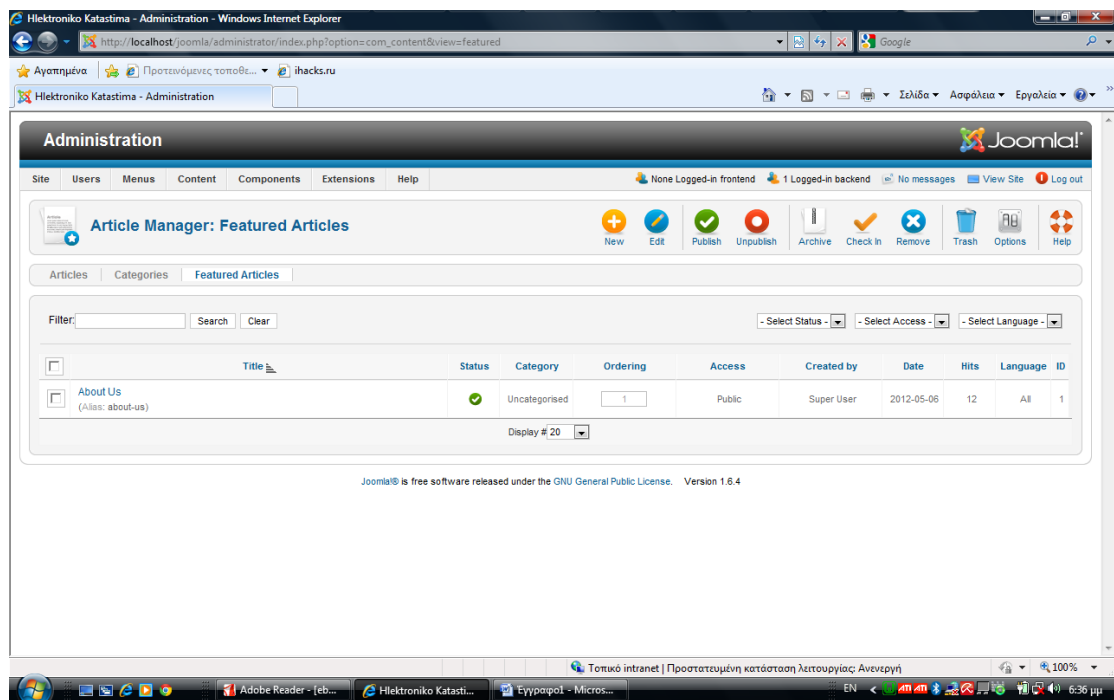 Hlektroniko Katastima - Administration - Windows Internet Explorer
http://localhost/joomla/administrator/index.php?option=com_content&view=featured
Google
Αγαπημένα Προτεινόμενες τοποθε... ihacks.ru
Hlektroniko Katastima - Administration
Σελίδα Ασφάλεια Εργαλεία
Administration
Joomla!
Site Users Menus Content Components Extensions Help
None Logged-in frontend 1 Logged-in backend No messages View Site Log out
Article Manager: Featured Articles
New Edit Publish Unpublish Archive Check In Remove Trash Options Help
Articles Categories Featured Articles
Filter: Search Clear
- Select Status - - Select Access - - Select Language -
Title Status Category Ordering Access Created by Date Hits Language ID
About Us
(Alias: about-us)
Uncategorised 1 Public Super User 2012-05-06 12 All 1
Display # 20
Joomla!® is free software released under the GNU General Public License. Version 1.6.4
Τοπικό intranet | Προστατευμένη κατάσταση λειτουργίας: Ανενεργή
100%
Adobe Reader - [eb... Hlektroniko Katasti... Έγγραφο1 - Micros...
EN 6:36 μμ